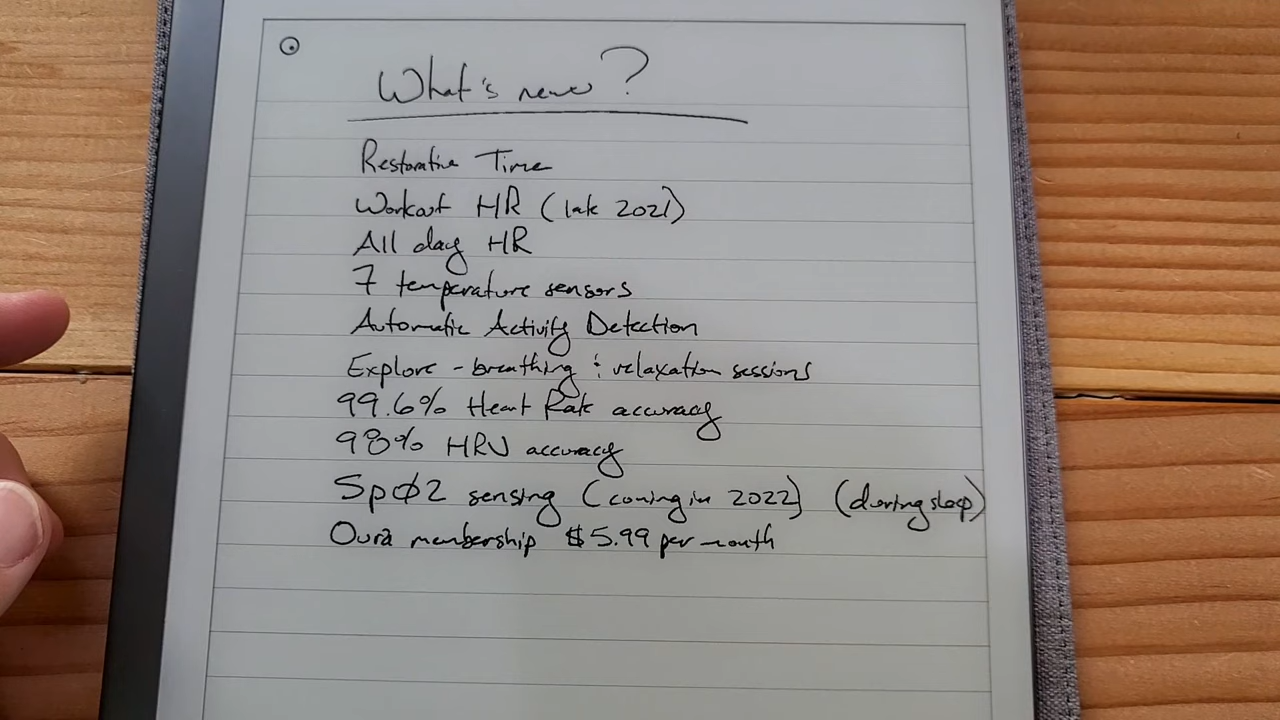 What's new?
Restorative Time
Workout HR (late 2021)
All day HR
7 temperature sensors
Automatic Activity Detection
Explore - breathing & relaxation sessions
99.6% Heart Rate accuracy
98% HRV accuracy
SpO2 sensing (coming in 2022) (during sleep)
Oura membership $5.99 per month